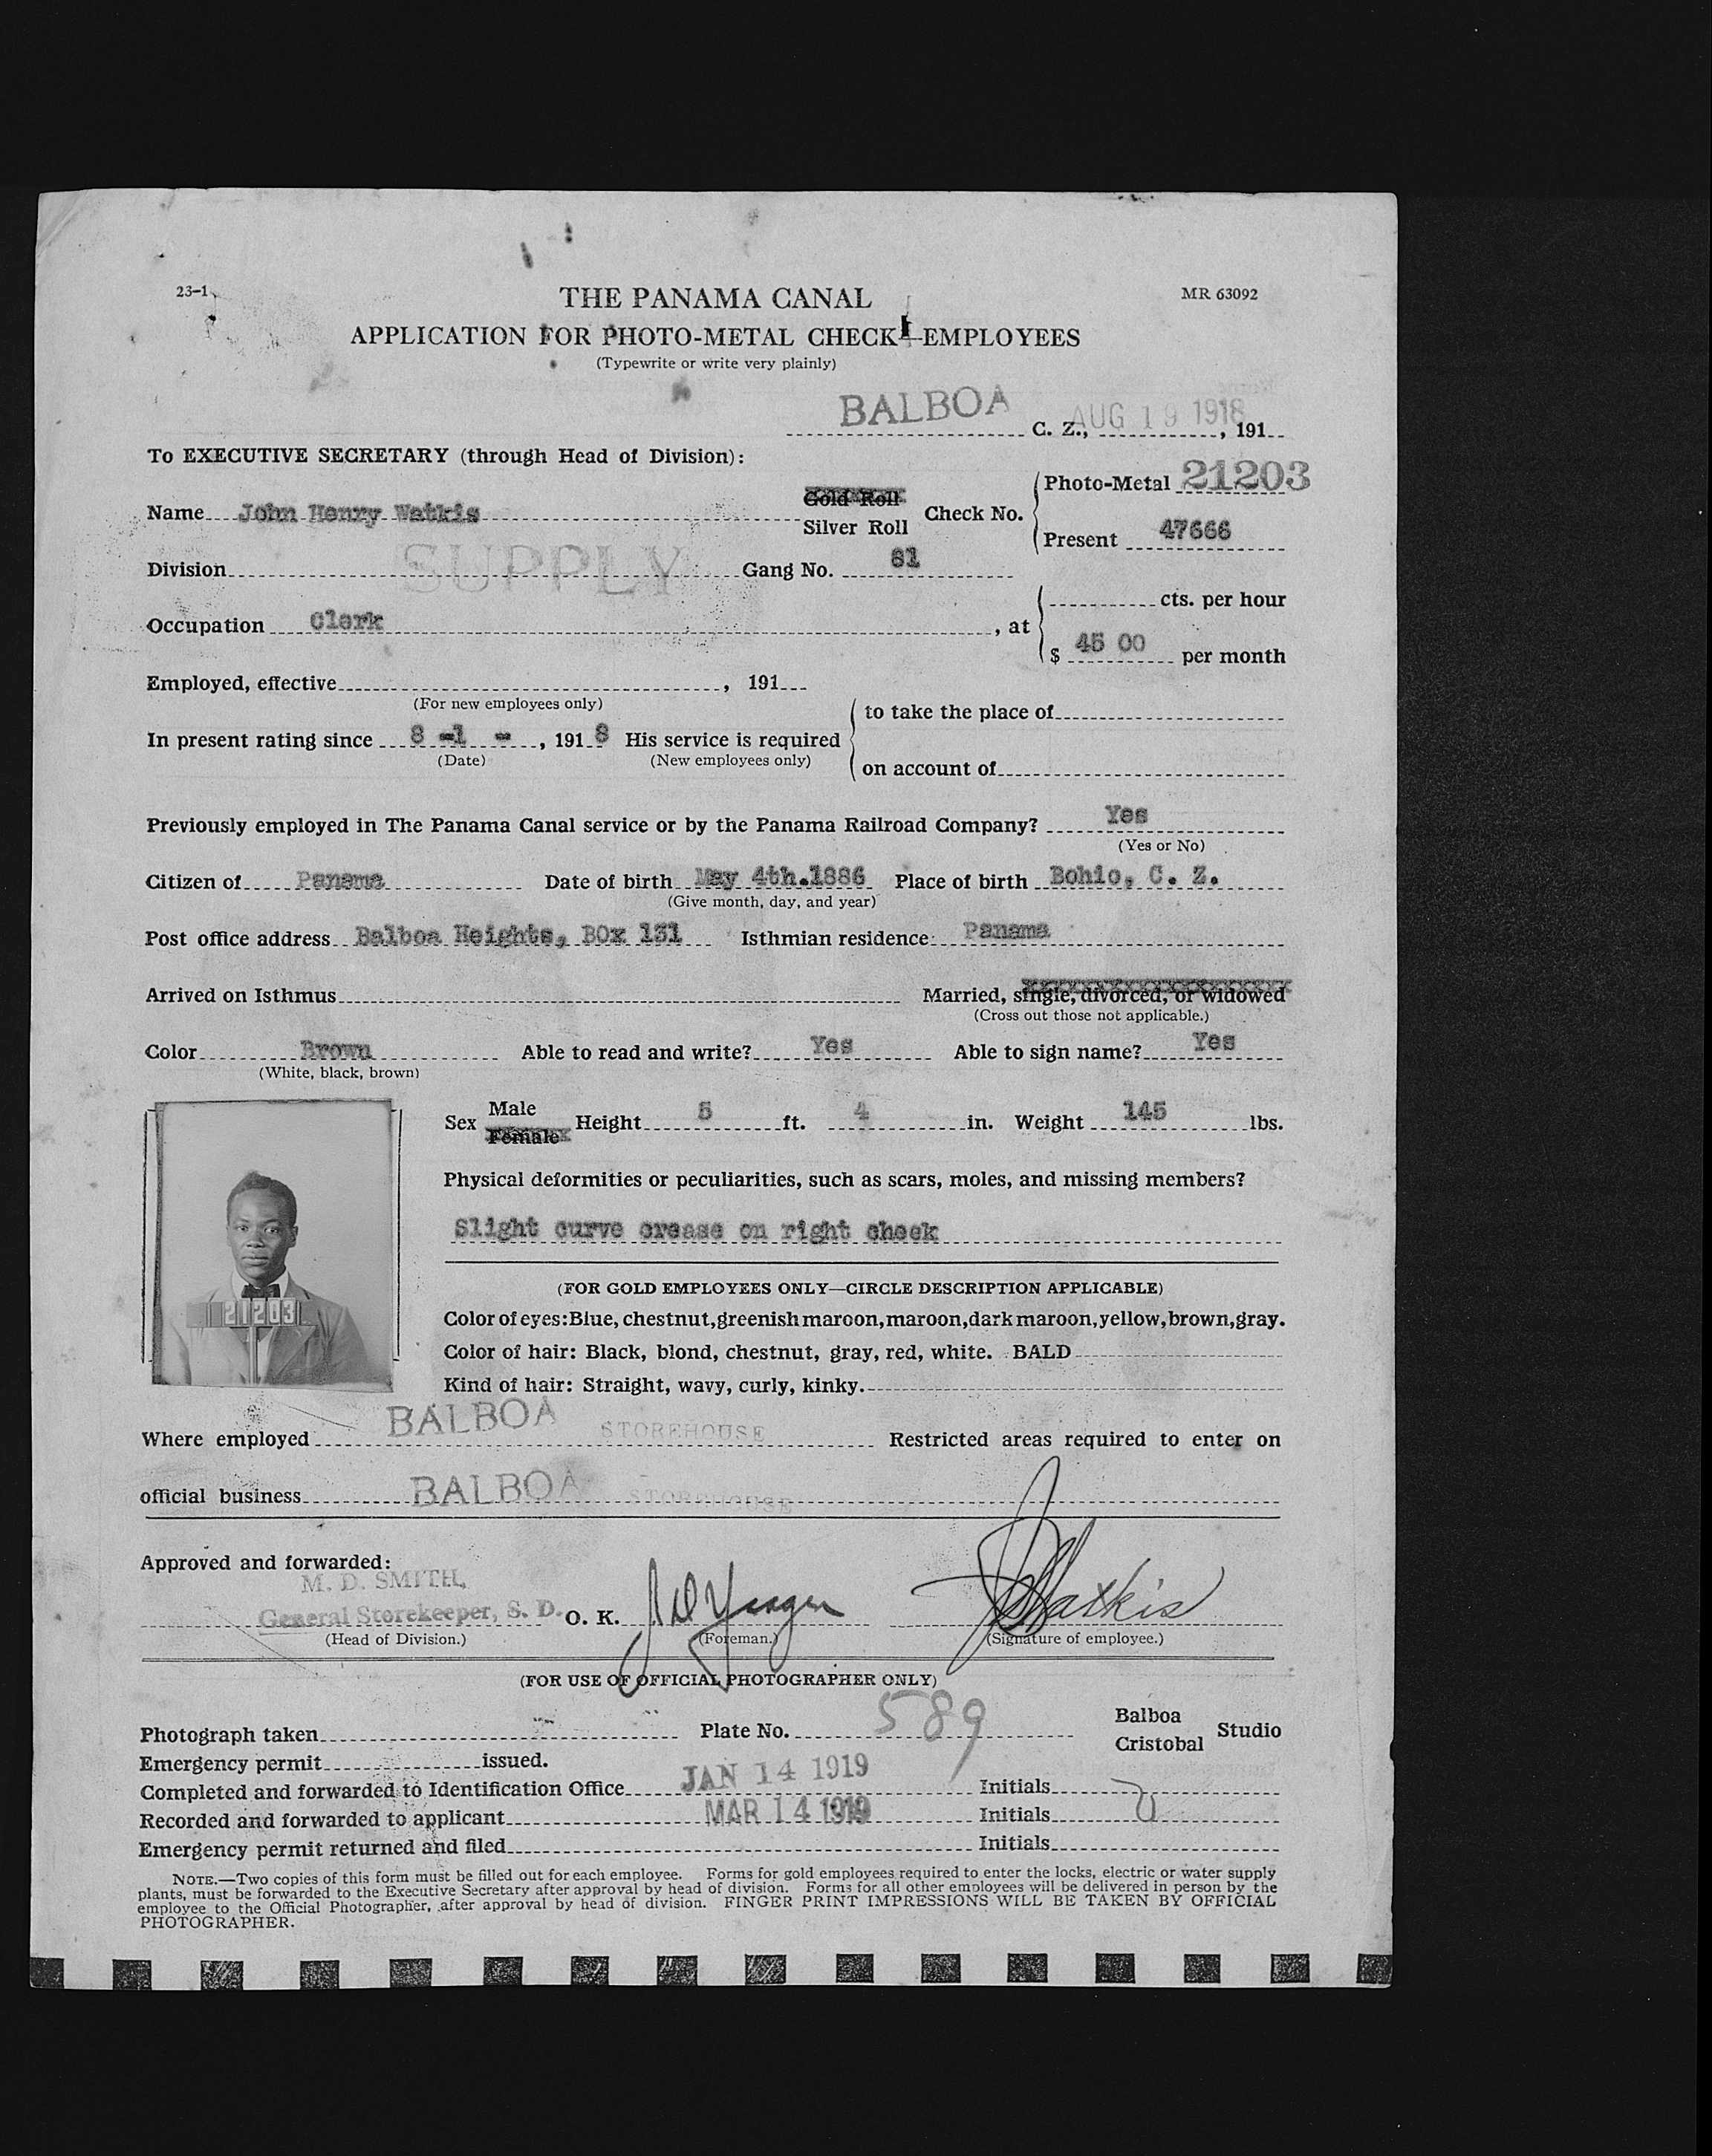 23-1
THE PANAMA CANAL
MR 63092
APPLICATION FOR PHOTO-METAL CHECK—EMPLOYEES
(Typewrite or write very plainly)
BALBOA C. Z., AUG 19 1918, 191
To EXECUTIVE SECRETARY (through Head of Division):
Name John Henry Watkis Gold Roll Silver Roll Check No. Photo-Metal 21203
Present 47666
Division SUPPLY Gang No. 81
Occupation Clerk, at cts. per hour
$ 45 00 per month
Employed, effective, 191
(For new employees only)
to take the place of
In present rating since 8 -1 -, 1918 His service is required
(Date) (New employees only)
on account of
Previously employed in The Panama Canal service or by the Panama Railroad Company? Yes
(Yes or No)
Citizen of Panama Date of birth May 4th.1886 Place of birth Bohio, C. Z.
(Give month, day, and year)
Post office address Balboa Heights, BOx 131 Isthmian residence Panama
Arrived on Isthmus Married, single, divorced, or widowed
(Cross out those not applicable.)
Color Brown Able to read and write? Yes Able to sign name? Yes
(White, black, brown)
Sex Male Female Height 5 ft. 4 in. Weight 145 lbs.
Physical deformities or peculiarities, such as scars, moles, and missing members?
Slight curve crease on right cheek
21203
(FOR GOLD EMPLOYEES ONLY—CIRCLE DESCRIPTION APPLICABLE)
Color of eyes: Blue, chestnut, greenish maroon, maroon, dark maroon, yellow, brown, gray.
Color of hair: Black, blond, chestnut, gray, red, white. BALD
Kind of hair: Straight, wavy, curly, kinky.
Where employed BALBOA STOREHOUSE Restricted areas required to enter on
official business BALBOA STOREHOUSE
Approved and forwarded:
M. D. SMITH,
General Storekeeper, S. D. O. K. Watkis
(Head of Division.) (Foreman.) (Signature of employee.)
(FOR USE OF OFFICIAL PHOTOGRAPHER ONLY)
Photograph taken Plate No. 589 Balboa Cristobal Studio
Emergency permit issued.
Completed and forwarded to Identification Office JAN 14 1919 Initials
Recorded and forwarded to applicant MAR 14 1919 Initials
Emergency permit returned and filed Initials
NOTE.—Two copies of this form must be filled out for each employee. Forms for gold employees required to enter the locks, electric or water supply
plants, must be forwarded to the Executive Secretary after approval by head of division. Forms for all other employees will be delivered in person by the
employee to the Official Photographer, after approval by head of division. FINGER PRINT IMPRESSIONS WILL BE TAKEN BY OFFICIAL
PHOTOGRAPHER.